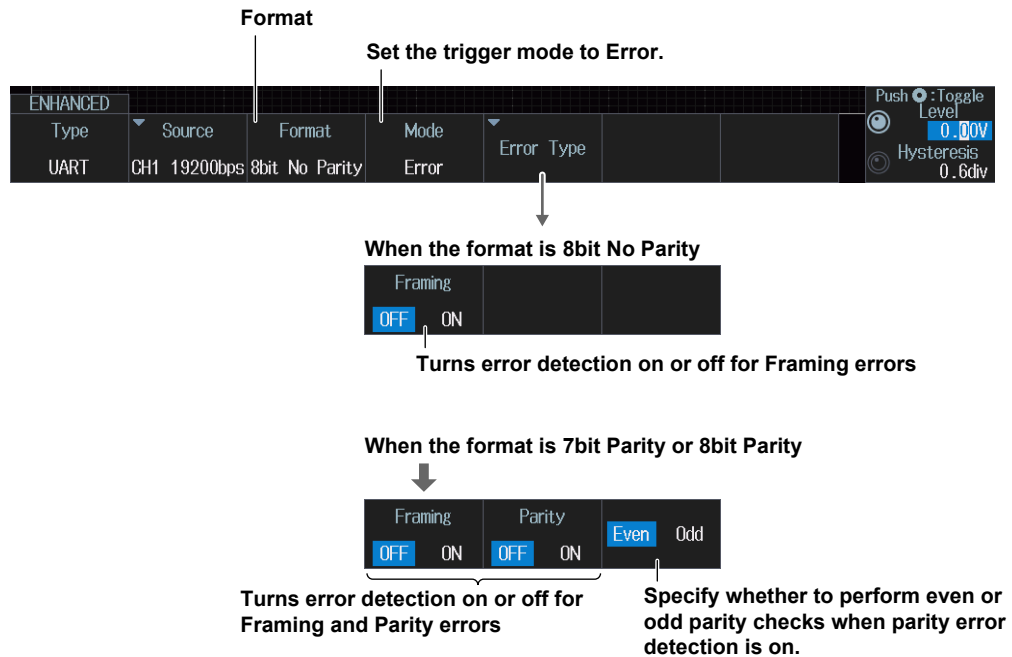 Format
Set the trigger mode to Error.
ENHANCED
Type Source Format Mode Error Type
UART CH1 19200bps 8bit No Parity Error
Push :Toggle
Level
0.00V
Hysteresis
0.6div
When the format is 8bit No Parity
Framing
OFF ON
Turns error detection on or off for Framing errors
When the format is 7bit Parity or 8bit Parity
Framing Parity
OFF ON OFF ON Even Odd
Turns error detection on or off for
Framing and Parity errors
Specify whether to perform even or
odd parity checks when parity error
detection is on.